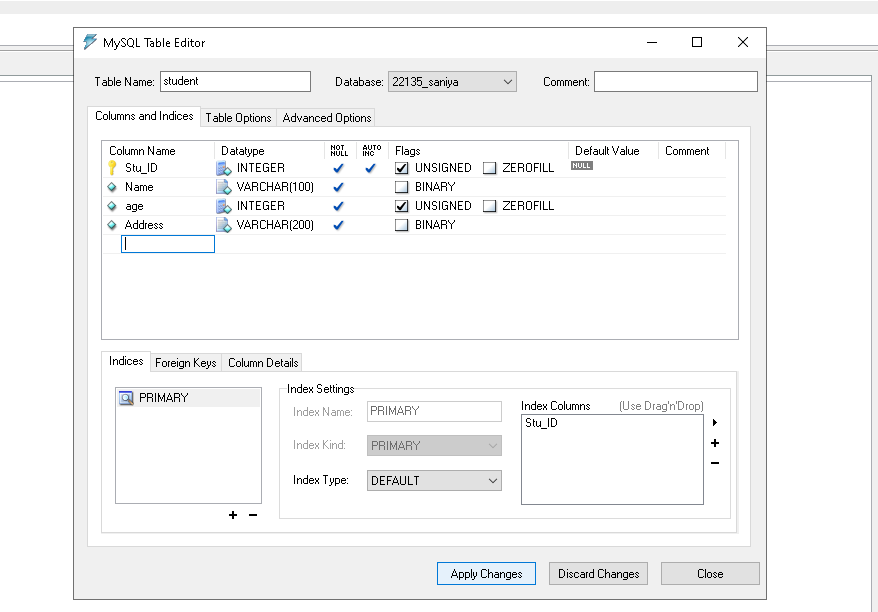 MySQL Table Editor
Table Name: student Database: 22135_saniya Comment:
Columns and Indices Table Options Advanced Options
Column Name Datatype NOT NULL AUTO INC Flags Default Value Comment
Stu_ID INTEGER UNSIGNED ZEROFILL NULL
Name VARCHAR(100) BINARY
age INTEGER UNSIGNED ZEROFILL
Address VARCHAR(200) BINARY
Indices Foreign Keys Column Details
PRIMARY
Index Settings
Index Name: PRIMARY
Index Kind: PRIMARY
Index Type: DEFAULT
Index Columns (Use Drag'n'Drop)
Stu_ID
Apply Changes Discard Changes Close